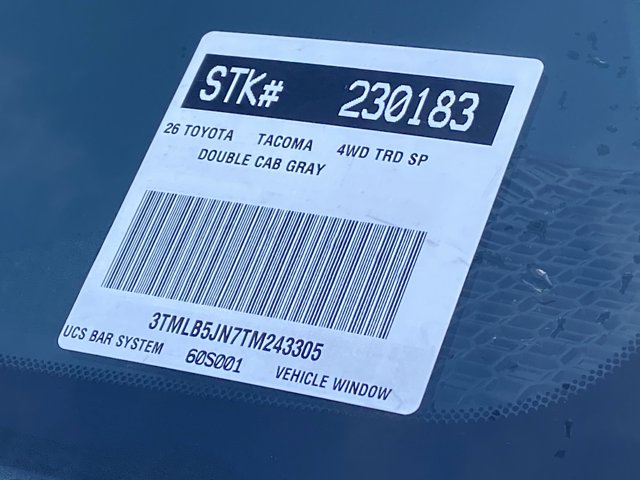 STK# 230183
26 TOYOTA TACOMA 4WD TRD SP
DOUBLE CAB GRAY
3TMLB5JN7TM243305
UCS BAR SYSTEM 60S001 VEHICLE WINDOW